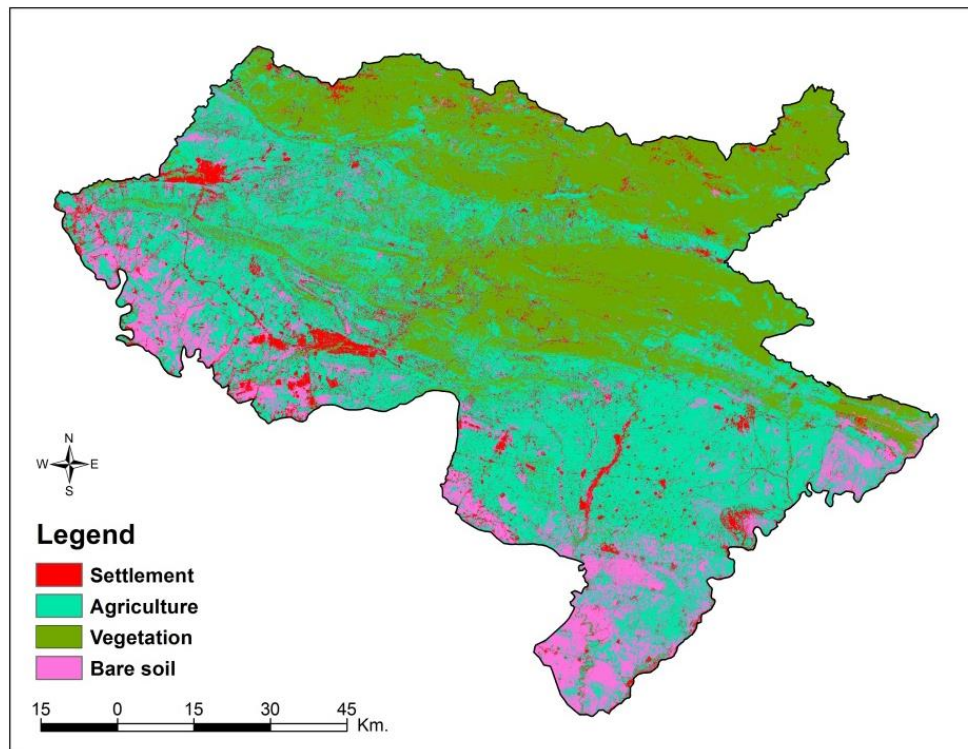 N
W E
S
Legend
Settlement
Agriculture
Vegetation
Bare soil
15 0 15 30 45
Km.